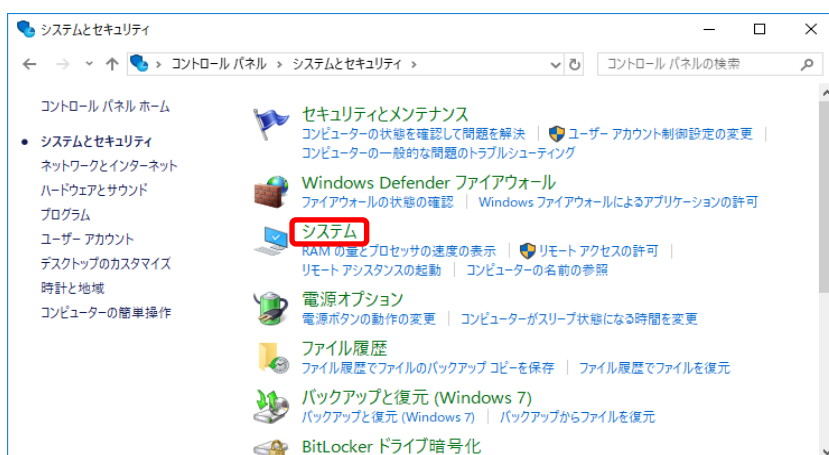 システムとセキュリティ
コントロール パネル › システムとセキュリティ ›
コントロール パネルの検索
コントロール パネル ホーム
システムとセキュリティ
ネットワークとインターネット
ハードウェアとサウンド
プログラム
ユーザー アカウント
デスクトップのカスタマイズ
時計と地域
コンピューターの簡単操作
セキュリティとメンテナンス
コンピューターの状態を確認して問題を解決 | ユーザー アカウント制御設定の変更 |
コンピューターの一般的な問題のトラブルシューティング
Windows Defender ファイアウォール
ファイアウォールの状態の確認 | Windows ファイアウォールによるアプリケーションの許可
システム
RAM の量とプロセッサの速度の表示 | リモート アクセスの許可 |
リモート アシスタンスの起動 | コンピューターの名前の参照
電源オプション
電源ボタンの動作の変更 | コンピューターがスリープ状態になる時間を変更
ファイル履歴
ファイル履歴でファイルのバックアップ コピーを保存 | ファイル履歴でファイルを復元
バックアップと復元 (Windows 7)
バックアップと復元 (Windows 7) | バックアップからファイルを復元
BitLocker ドライブ暗号化